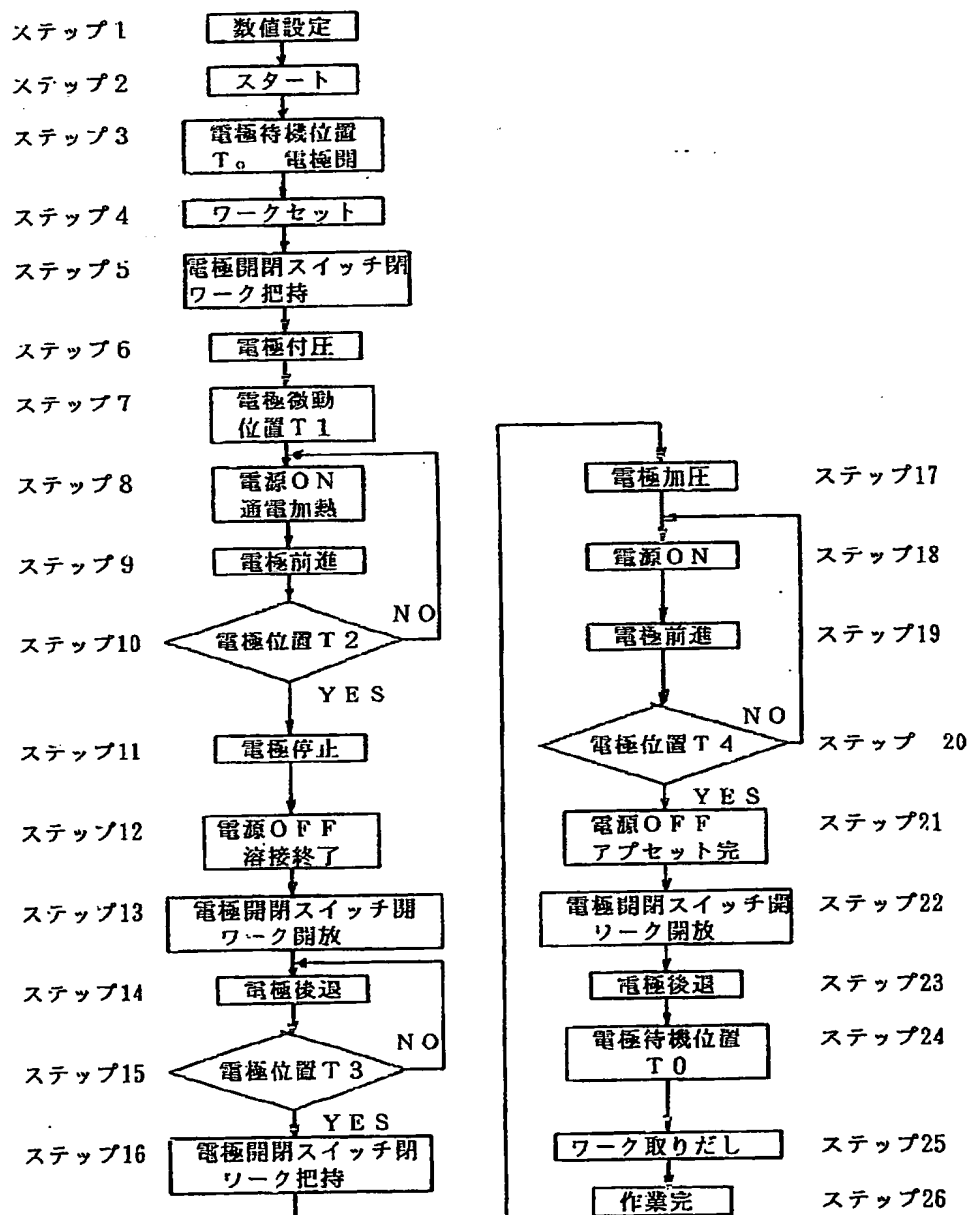 ステップ1 数値設定
ステップ2 スタート
ステップ3 電極待機位置
T0 電極開
ステップ4 ワークセット
ステップ5 電極開閉スイッチ閉
ワーク把持
ステップ6 電極付圧
ステップ7 電極微動
位置T1
ステップ8 電源ON
通電加熱
ステップ9 電極前進
ステップ10 電極位置T2 NO
YES
ステップ11 電極停止
ステップ12 電源OFF
溶接終了
ステップ13 電極開閉スイッチ開
ワーク開放
ステップ14 電極後退
ステップ15 電極位置T3 NO
YES
ステップ16 電極開閉スイッチ閉
ワーク把持
電極加圧 ステップ17
電源ON ステップ18
電極前進 ステップ19
電極位置T4 NO ステップ 20
YES
電源OFF ステップ21
アプセット完
電極開閉スイッチ開 ステップ22
ワーク開放
電極後退 ステップ23
電極待機位置 ステップ24
T0
ワーク取りだし ステップ25
作業完 ステップ26